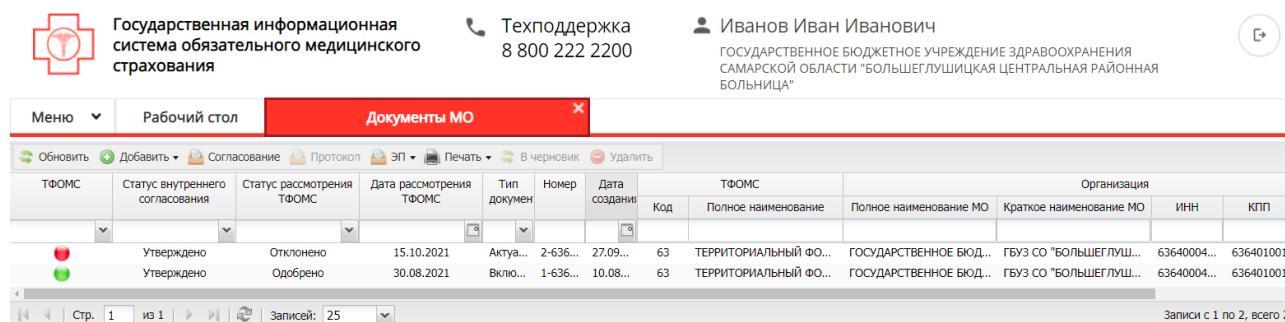 Государственная информационная
система обязательного медицинского
страхования
Техподдержка
8 800 222 2200
Иванов Иван Иванович
ГОСУДАРСТВЕННОЕ БЮДЖЕТНОЕ УЧРЕЖДЕНИЕ ЗДРАВООХРАНЕНИЯ
САМАРСКОЙ ОБЛАСТИ "БОЛЬШЕГЛУШИЦКАЯ ЦЕНТРАЛЬНАЯ РАЙОННАЯ
БОЛЬНИЦА"
Меню Рабочий стол Документы МО
Обновить Добавить Согласование Протокол ЭП Печать В черновик Удалить
ТФОМС Статус внутреннего согласования Статус рассмотрения ТФОМС Дата рассмотрения ТФОМС Тип докумен Номер Дата создания ТФОМС Организация
Код Полное наименование Полное наименование МО Краткое наименование МО ИНН КПП
Утверждено Отклонено 15.10.2021 Актуа... 2-636... 27.09... 63 ТЕРРИТОРИАЛЬНЫЙ ФО... ГОСУДАРСТВЕННОЕ БЮД... ГБУЗ СО "БОЛЬШЕГЛУШ... 63640004... 636401001
Утверждено Одобрено 30.08.2021 Вклю... 1-636... 10.08... 63 ТЕРРИТОРИАЛЬНЫЙ ФО... ГОСУДАРСТВЕННОЕ БЮД... ГБУЗ СО "БОЛЬШЕГЛУШ... 63640004... 636401001
Стр. 1 из 1 Записей: 25 Записи с 1 по 2, всего 2